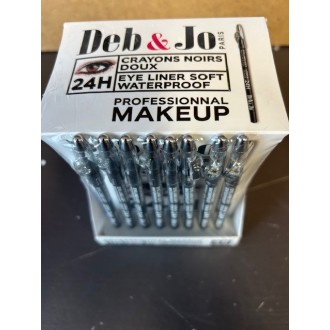 Deb & Jo PARIS
CRAYONS NOIRS
DOUX
24H
EYE LINER SOFT
WATERPROOF
PROFESSIONNAL
MAKEUP